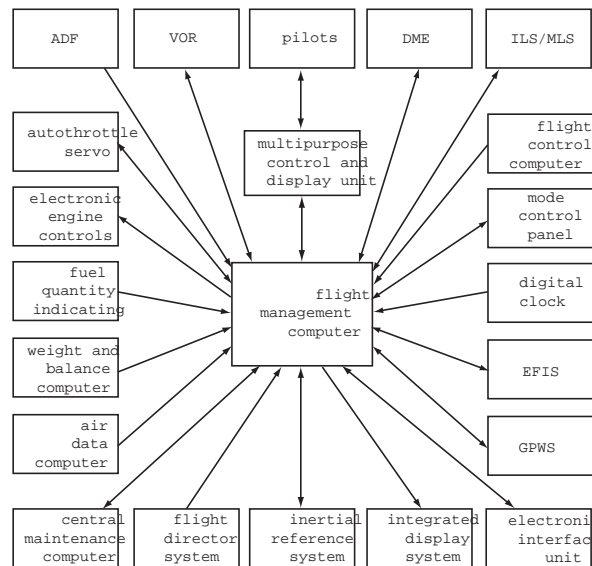 ADF
VOR
pilots
DME
ILS/MLS
autothrottle
servo
multipurpose
control and
display unit
flight
control
computer
electronic
engine
controls
mode
control
panel
fuel
quantity
indicating
flight
management
computer
digital
clock
weight and
balance
computer
EFIS
air
data
computer
GPWS
central
maintenance
computer
flight
director
system
inertial
reference
system
integrated
display
system
electroni
interfac
unit